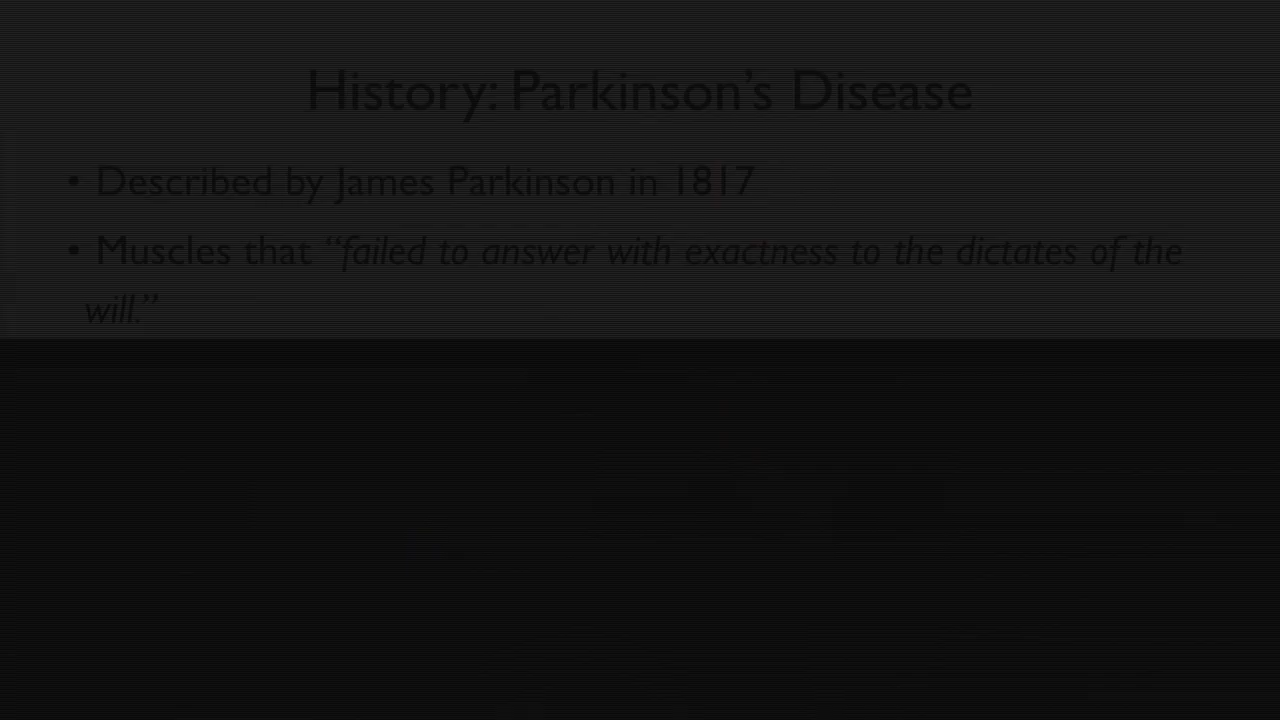 History: Parkinson’s Disease
• Described by James Parkinson in 1817
• Muscles that “failed to answer with exactness to the dictates of the
will.”